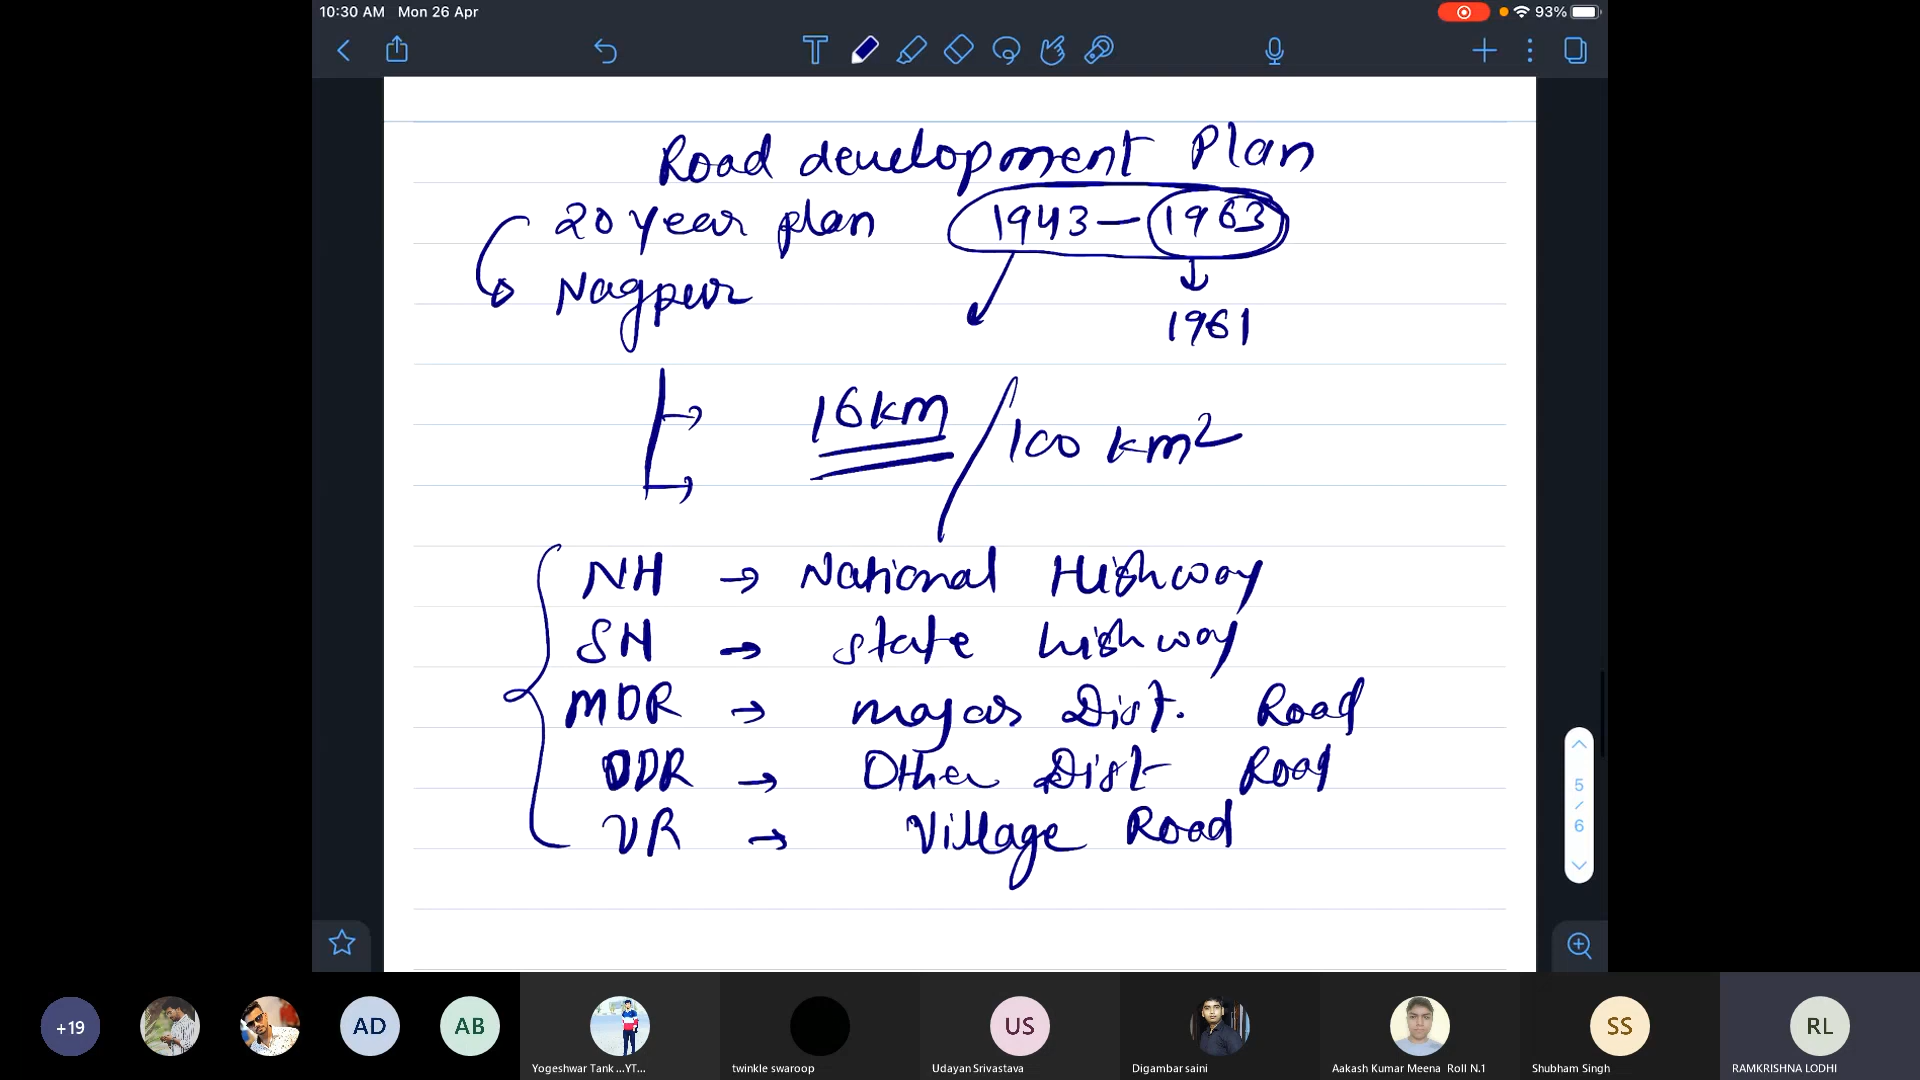 10:30 AM Mon 26 Apr
93%
Road development Plan
20 year plan 1943 - 1963
Nagpur
1961
16 km / 100 km²
NH → National Highway
SH → state highway
MDR → major Dist. Road
ODR → Other Dist Road
VR → Village Road
5
/
6
+19
AD
AB
US
SS
RL
Yogeshwar Tank ...YT...
twinkle swaroop
Udayan Srivastava
Digambar saini
Aakash Kumar Meena Roll N.1
Shubham Singh
RAMKRISHNA LODHI